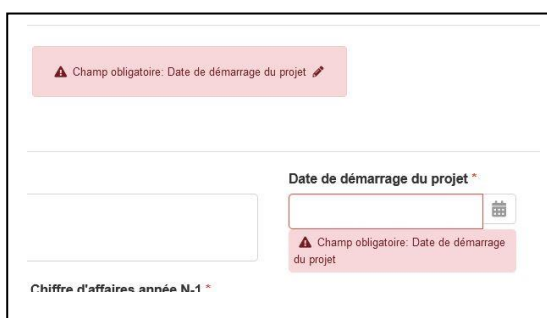 Champ obligatoire: Date de démarrage du projet
Date de démarrage du projet *
Champ obligatoire: Date de démarrage
du projet
Chiffre d'affaires année N-1 *